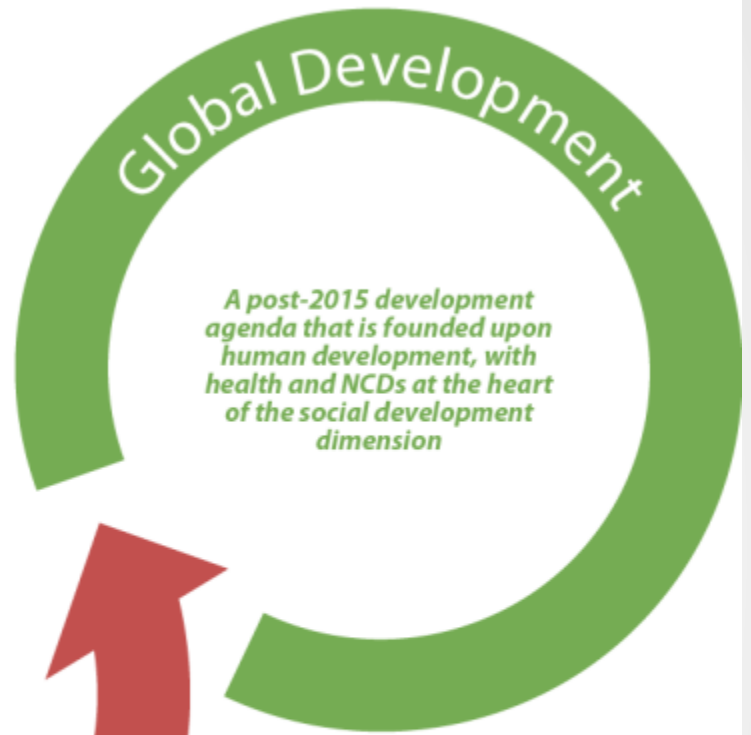 Global Development
A post-2015 development
agenda that is founded upon
human development, with
health and NCDs at the heart
of the social development
dimension